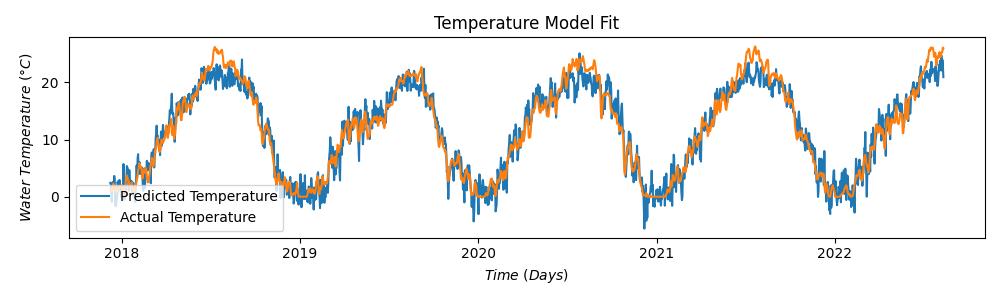 Temperature Model Fit
Water Temperature (°C)
20
10
0
Predicted Temperature
Actual Temperature
2018 2019 2020 2021 2022
Time (Days)